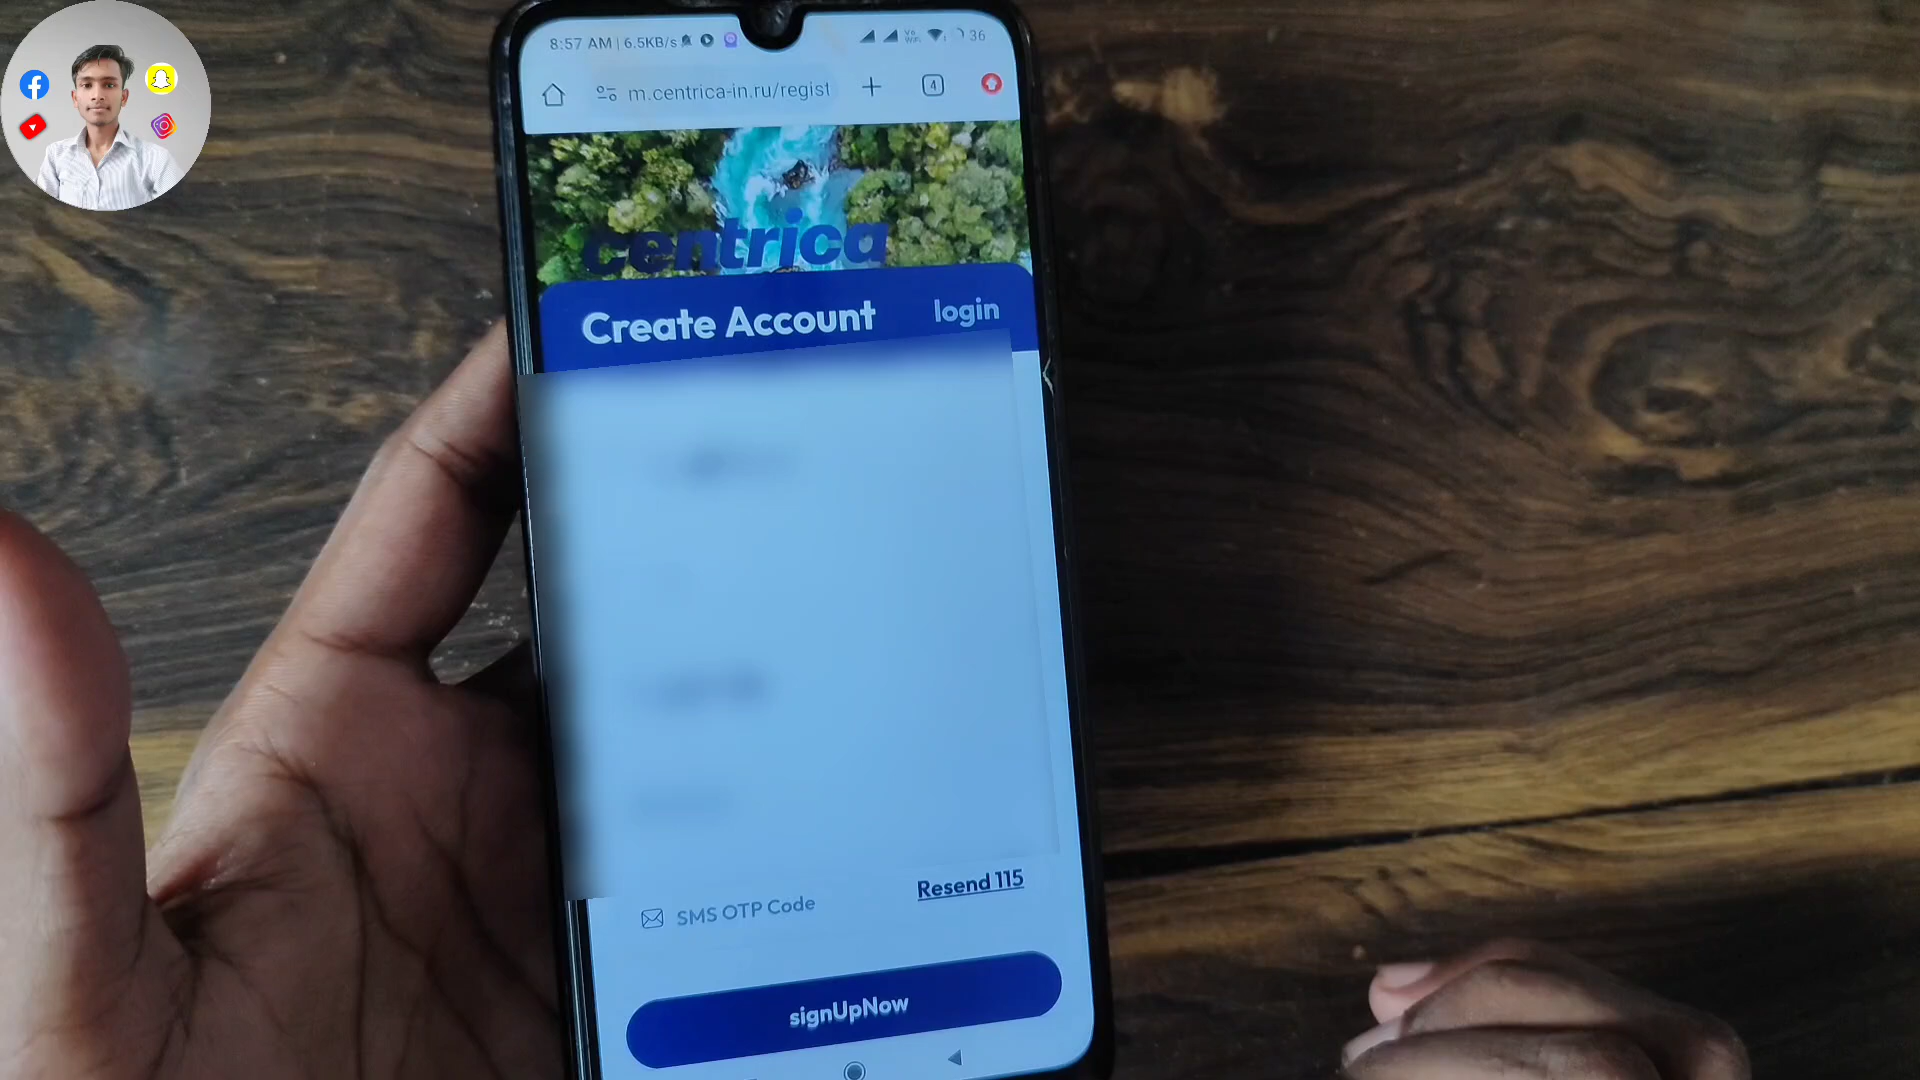 8:57 AM | 6.5KB/s
36
m.centrica-in.ru/regist
4
centrica
Create Account
login
Resend 115
SMS OTP Code
signUpNow